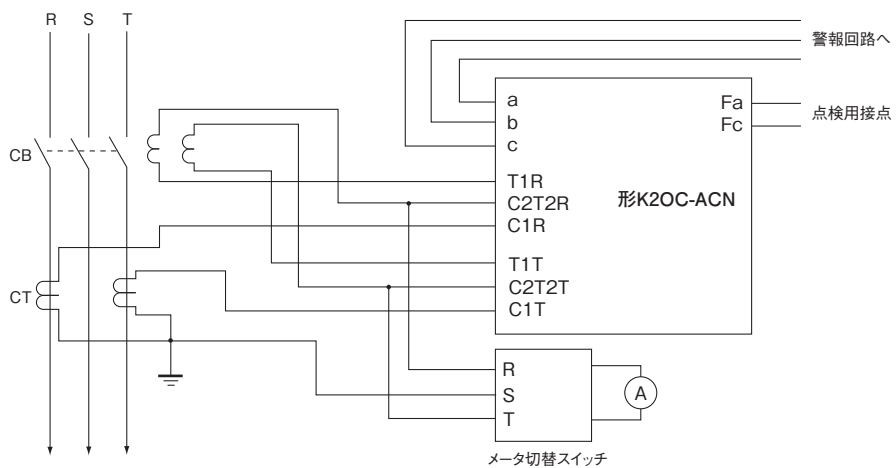 R S T
警報回路へ
a
b
c
Fa
Fc
点検用接点
CB
T1R
C2T2R
C1R
形K2OC-ACN
T1T
C2T2T
C1T
CT
R
S
T
A
メータ切替スイッチ